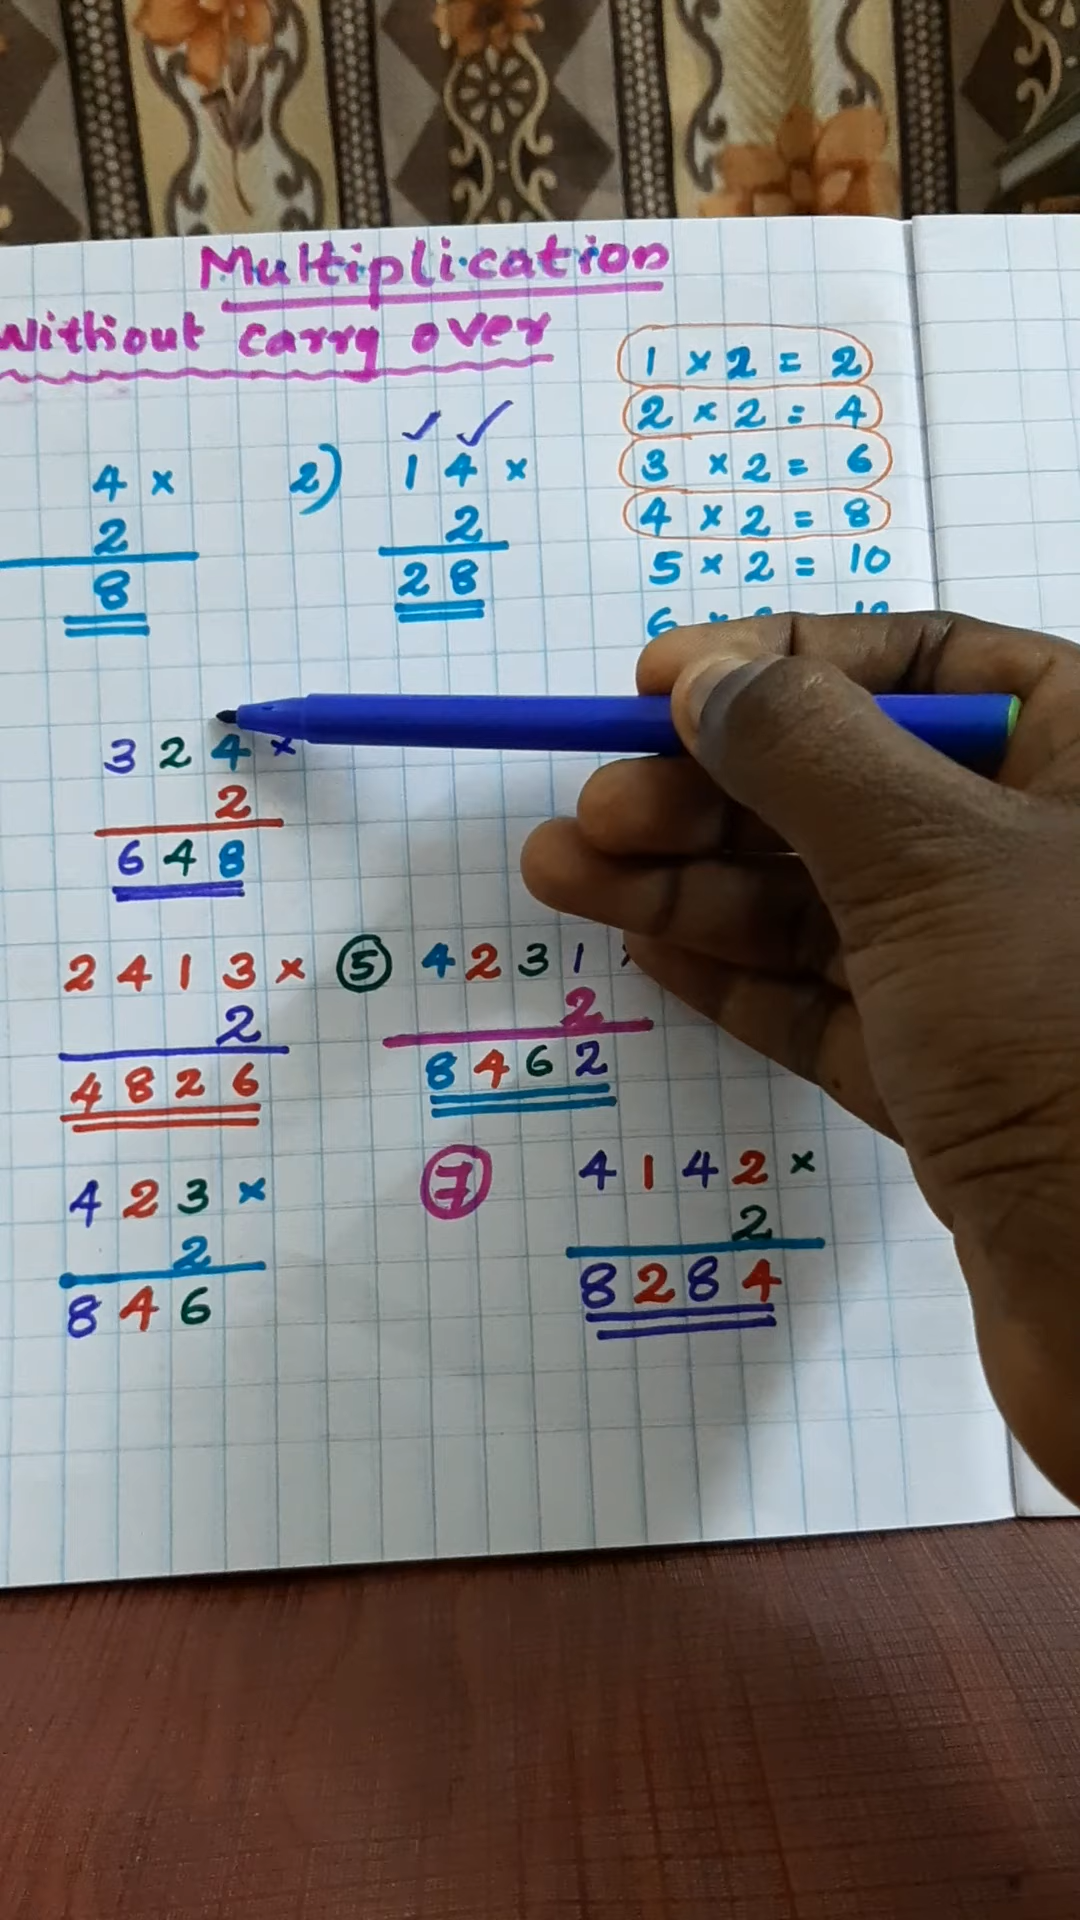 Multiplication
Without carry over
1 x 2 = 2
2 x 2 = 4
3 x 2 = 6
4 x 2 = 8
5 x 2 = 10
4 x
2
8
2) 14 x
2
28
324 x
2
648
2413 x
2
4826
5 4231
2
8462
423 x
2
846
7 4142 x
2
8284